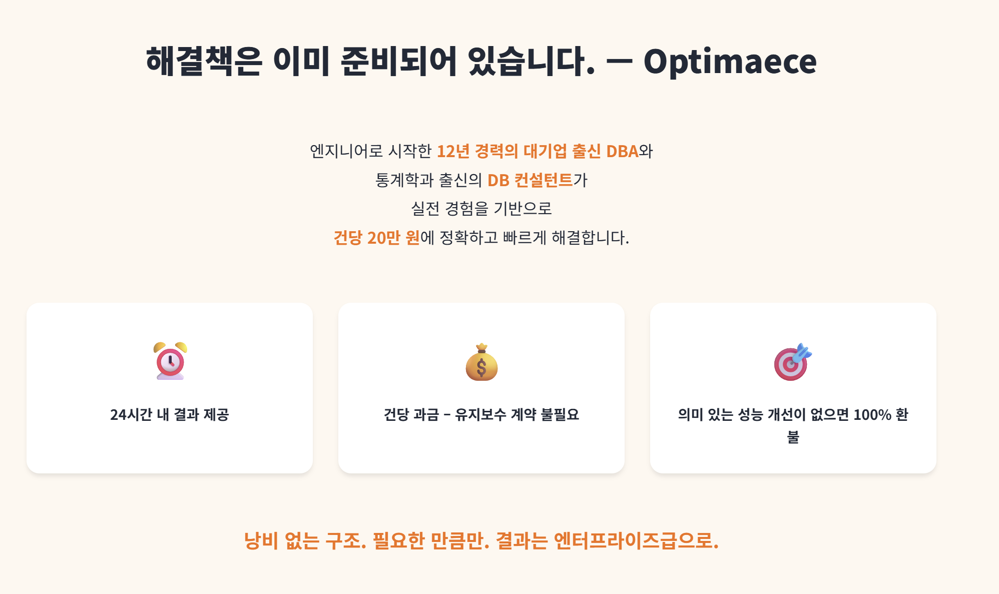 해결책은 이미 준비되어 있습니다. — Optimaece
엔지니어로 시작한 12년 경력의 대기업 출신 DBA와
통계학과 출신의 DB 컨설턴트가
실전 경험을 기반으로
건당 20만 원에 정확하고 빠르게 해결합니다.
24시간 내 결과 제공
건당 과금 – 유지보수 계약 불필요
의미 있는 성능 개선이 없으면 100% 환
불
낭비 없는 구조. 필요한 만큼만. 결과는 엔터프라이즈급으로.